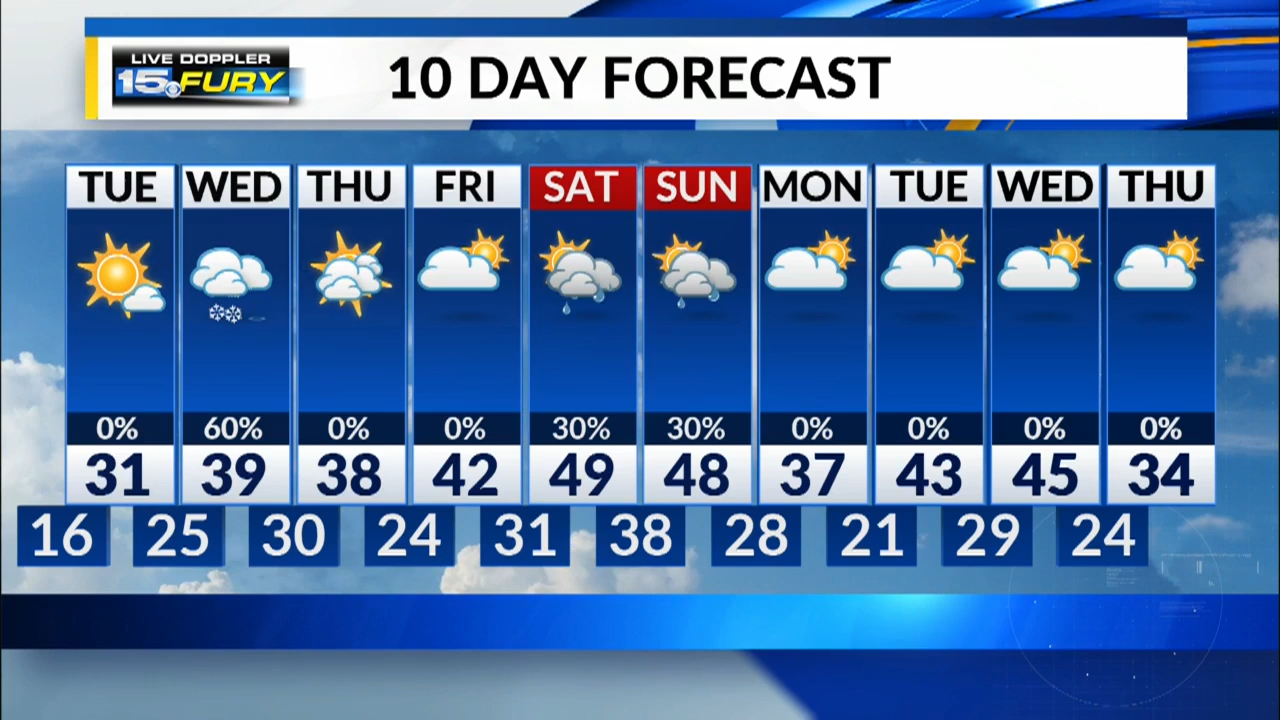 LIVE DOPPLER
15 FURY
10 DAY FORECAST
TUE WED THU FRI SAT SUN MON TUE WED THU
0% 60% 0% 0% 30% 30% 0% 0% 0% 0%
31 39 38 42 49 48 37 43 45 34
16 25 30 24 31 38 28 21 29 24